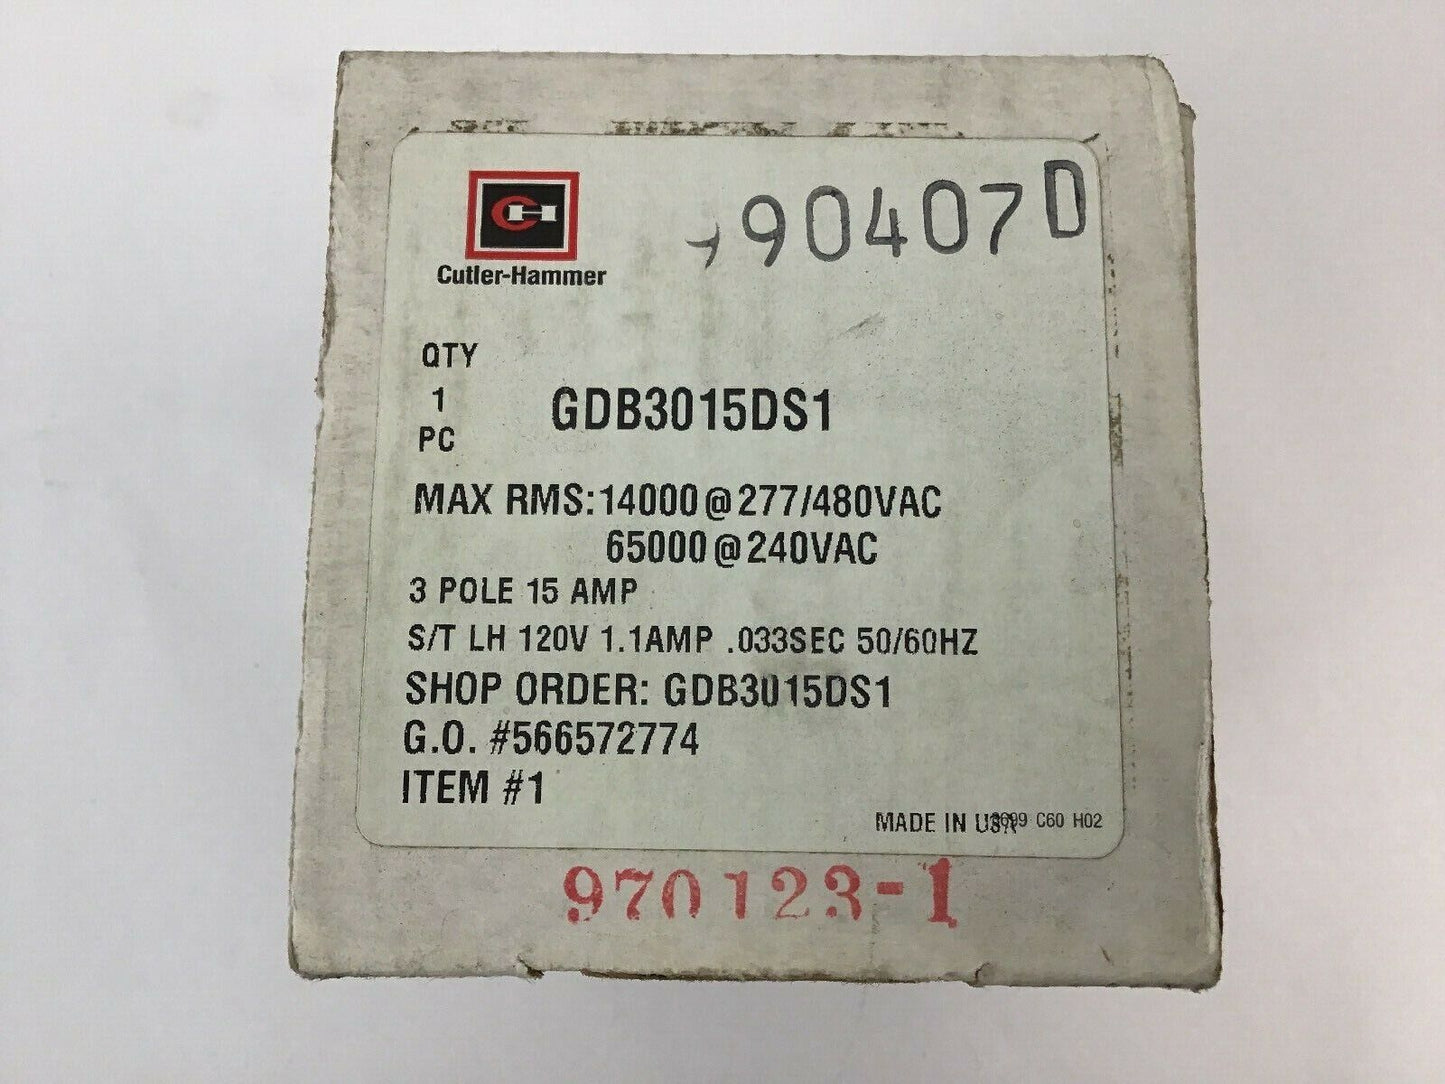 CH
Cutler-Hammer
90407D
QTY
1
PC
GDB3015DS1
MAX RMS:14000@277/480VAC
65000@240VAC
3 POLE 15 AMP
S/T LH 120V 1.1AMP .033SEC 50/60HZ
SHOP ORDER: GDB3015DS1
G.O. #566572774
ITEM #1
MADE IN USA C60 H02
970123-1